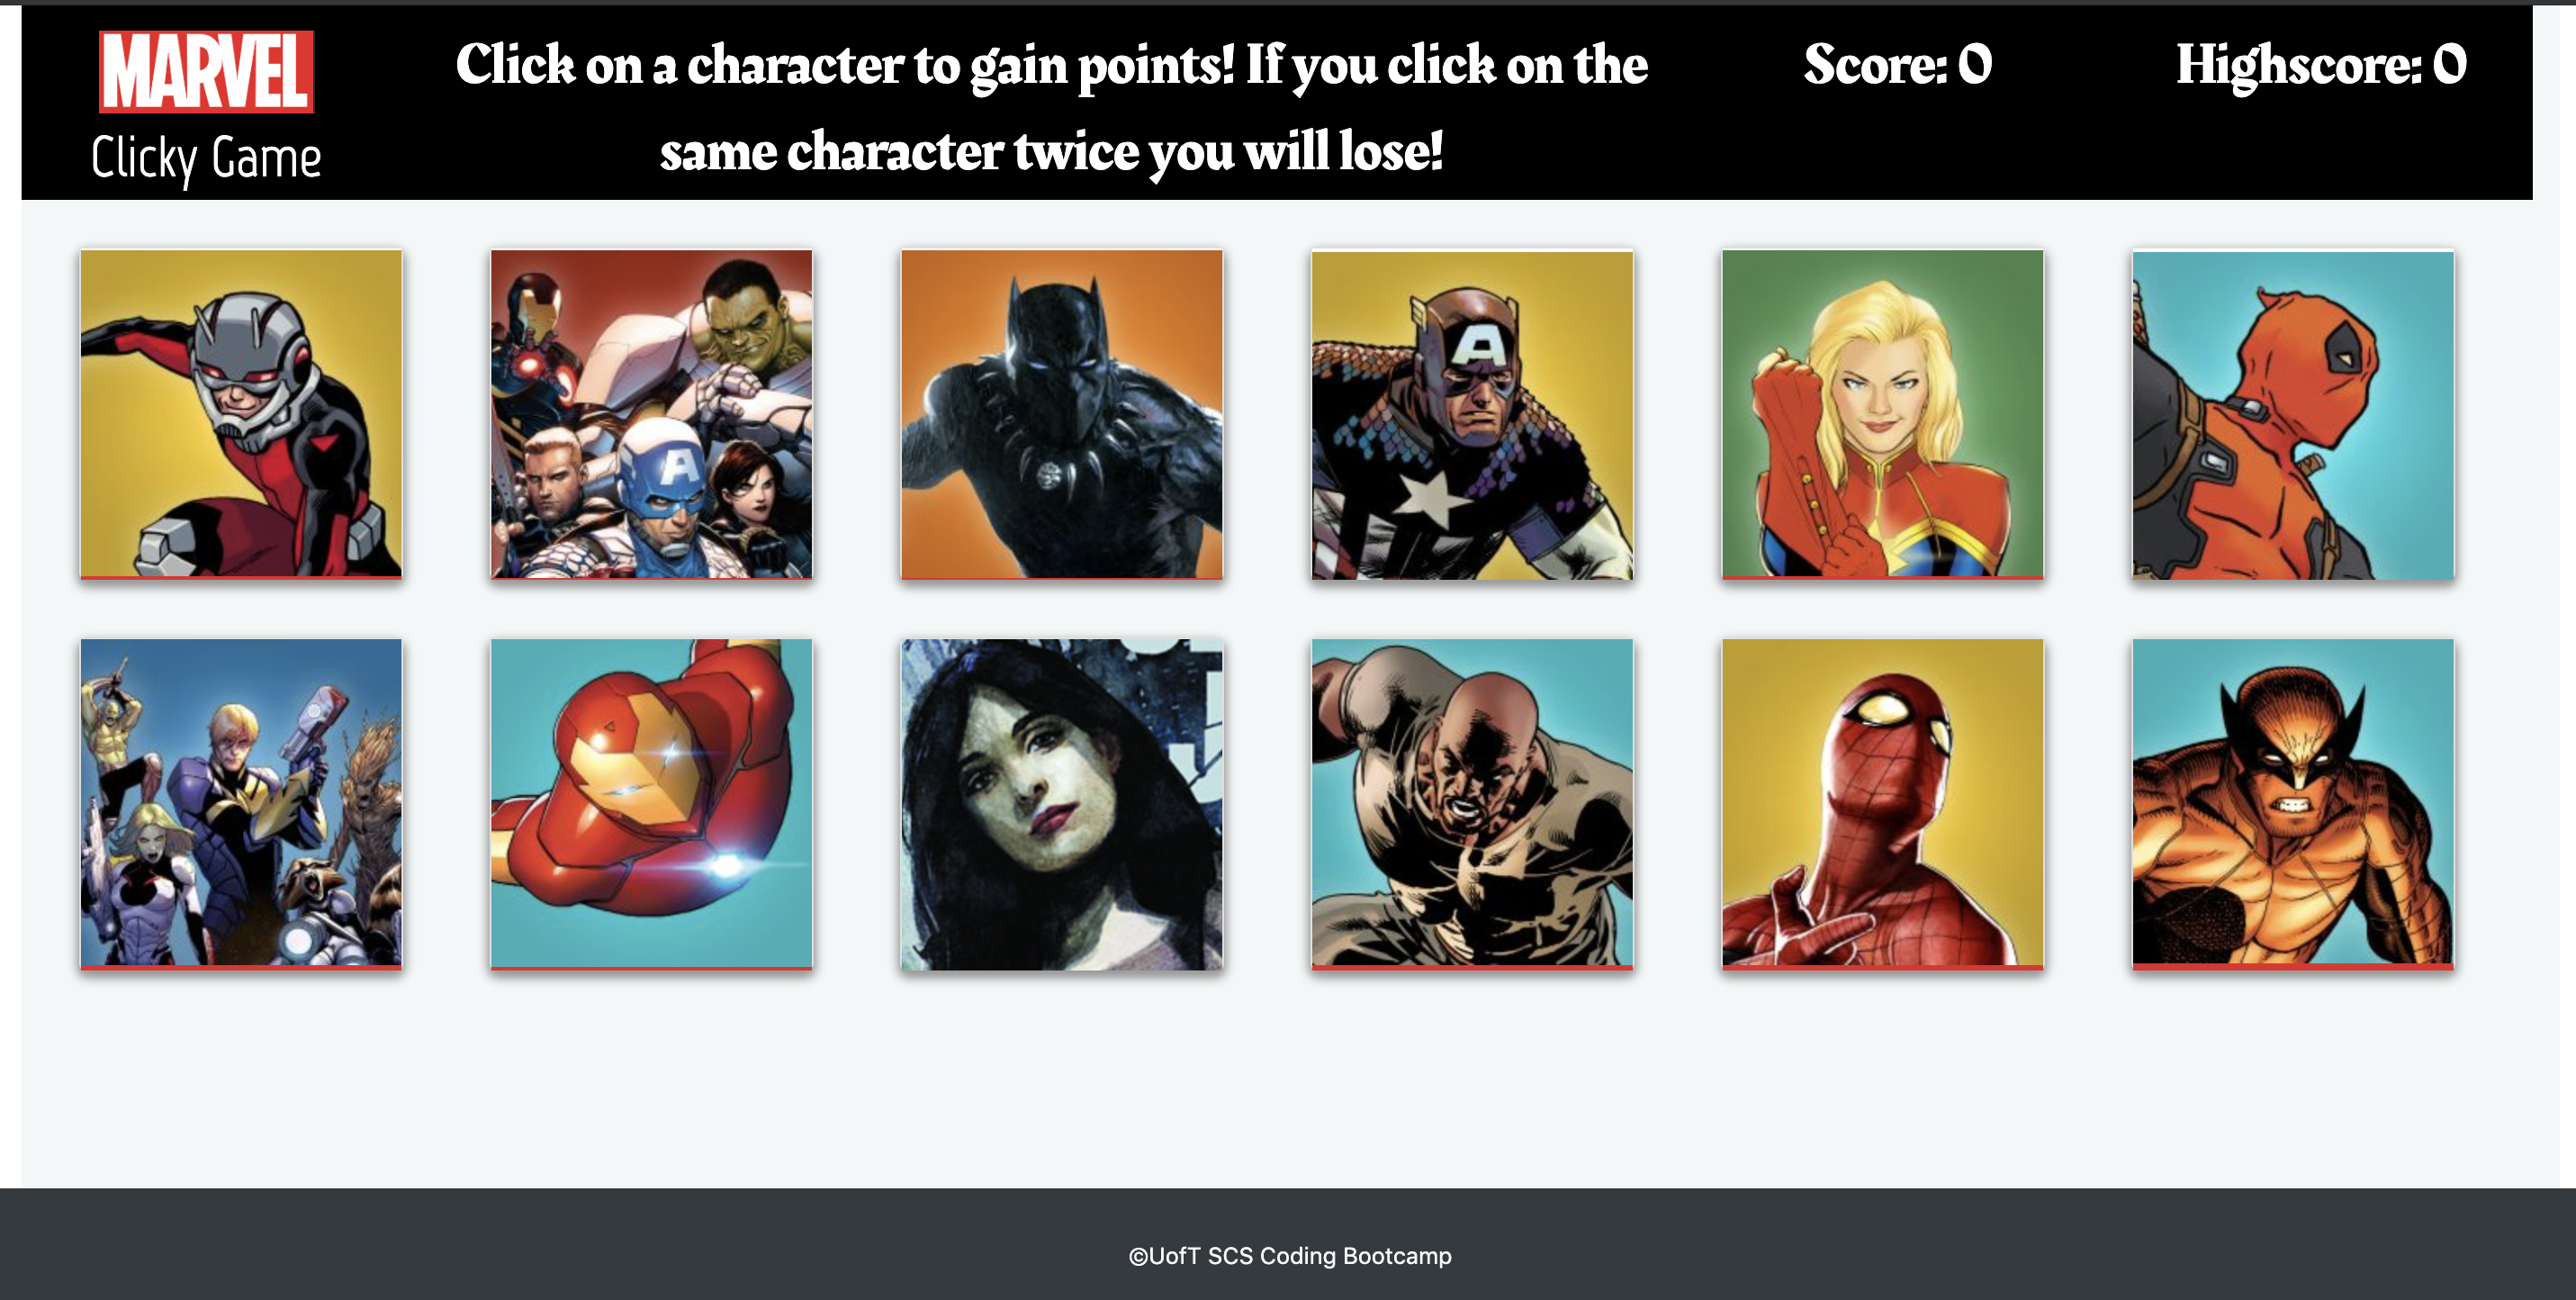 MARVEL
Clicky Game
Click on a character to gain points! If you click on the
same character twice you will lose!
Score: 0
Highscore: 0
A
A
©UofT SCS Coding Bootcamp